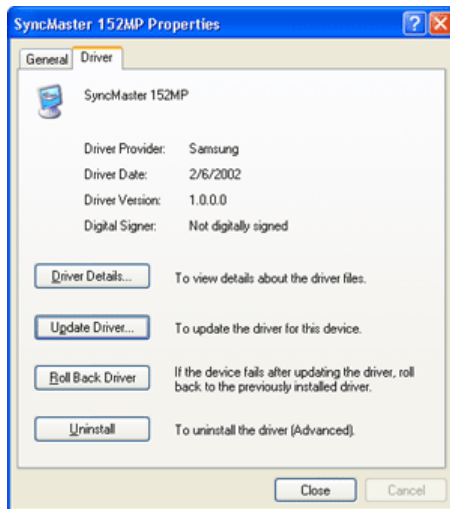 SyncMaster 152MP Properties
General Driver
SyncMaster 152MP
Driver Provider: Samsung
Driver Date: 2/6/2002
Driver Version: 1.0.0.0
Digital Signer: Not digitally signed
Driver Details... To view details about the driver files.
Update Driver... To update the driver for this device.
Roll Back Driver If the device fails after updating the driver, roll
back to the previously installed driver.
Uninstall To uninstall the driver (Advanced).
Close Cancel